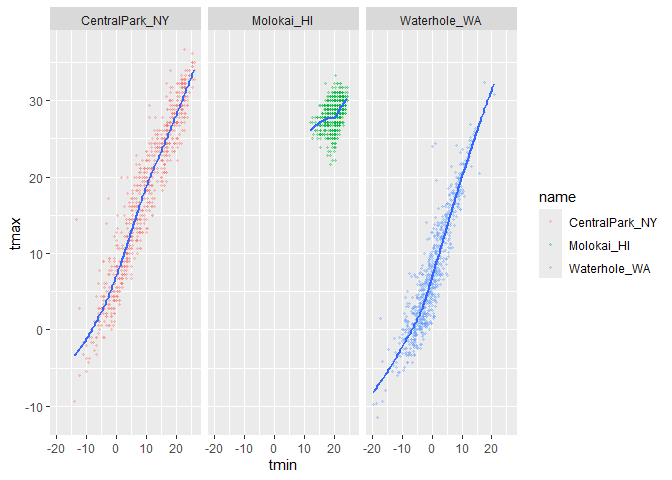 CentralPark_NY Molokai_HI Waterhole_WA
30
20
10
0
-10
tmax
-20 -10 0 10 20 -20 -10 0 10 20 -20 -10 0 10 20
tmin
name
CentralPark_NY
Molokai_HI
Waterhole_WA